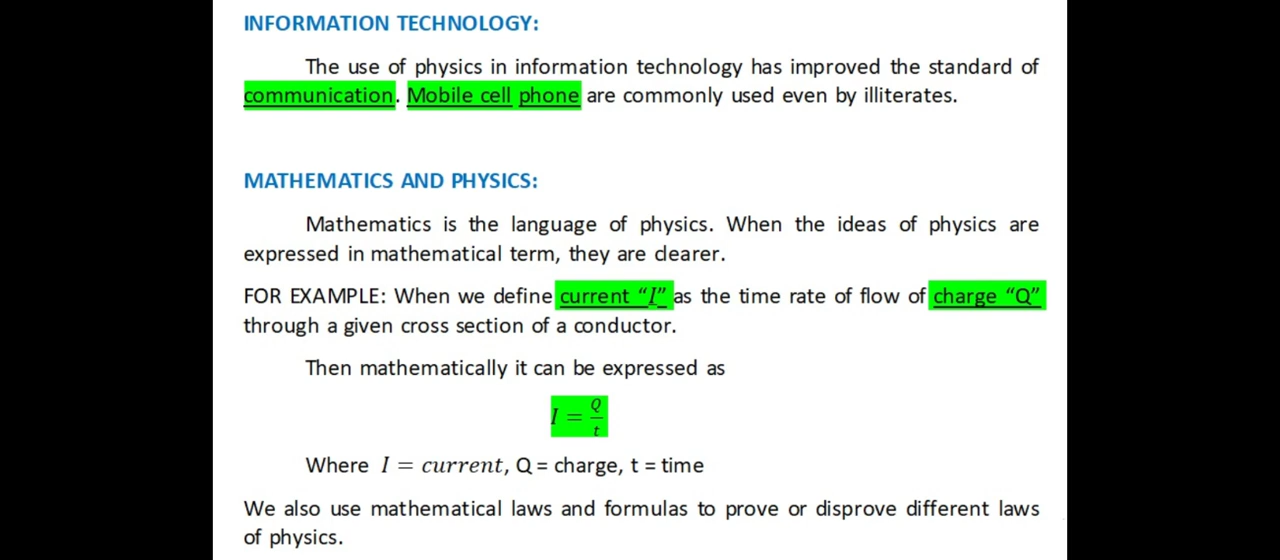 INFORMATION TECHNOLOGY:
The use of physics in information technology has improved the standard of
communication. Mobile cell phone are commonly used even by illiterates.
MATHEMATICS AND PHYSICS:
Mathematics is the language of physics. When the ideas of physics are
expressed in mathematical term, they are clearer.
FOR EXAMPLE: When we define current “I” as the time rate of flow of charge “Q”
through a given cross section of a conductor.
Then mathematically it can be expressed as
I = Q/t
Where I = current, Q = charge, t = time
We also use mathematical laws and formulas to prove or disprove different laws
of physics.